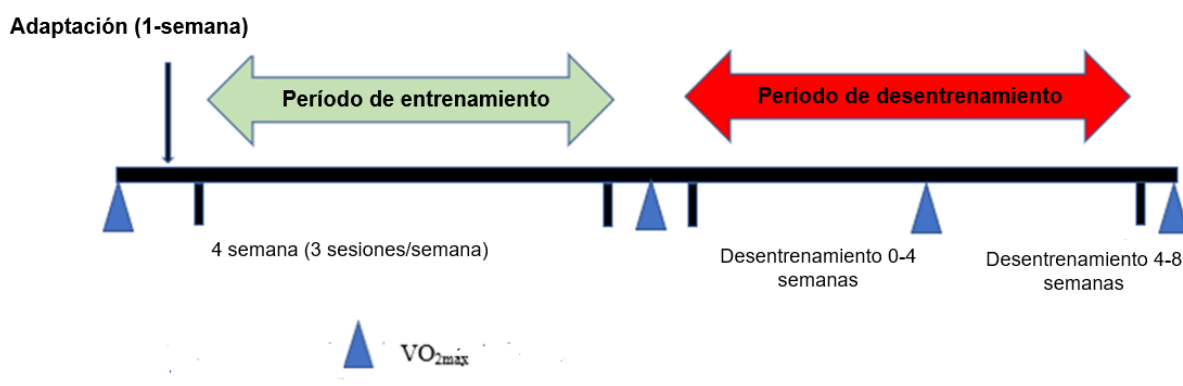 Adaptación (1-semana)
Período de entrenamiento
Período de desentrenamiento
4 semana (3 sesiones/semana)
Desentrenamiento 0-4
semanas
Desentrenamiento 4-8
semanas
VO₂máx